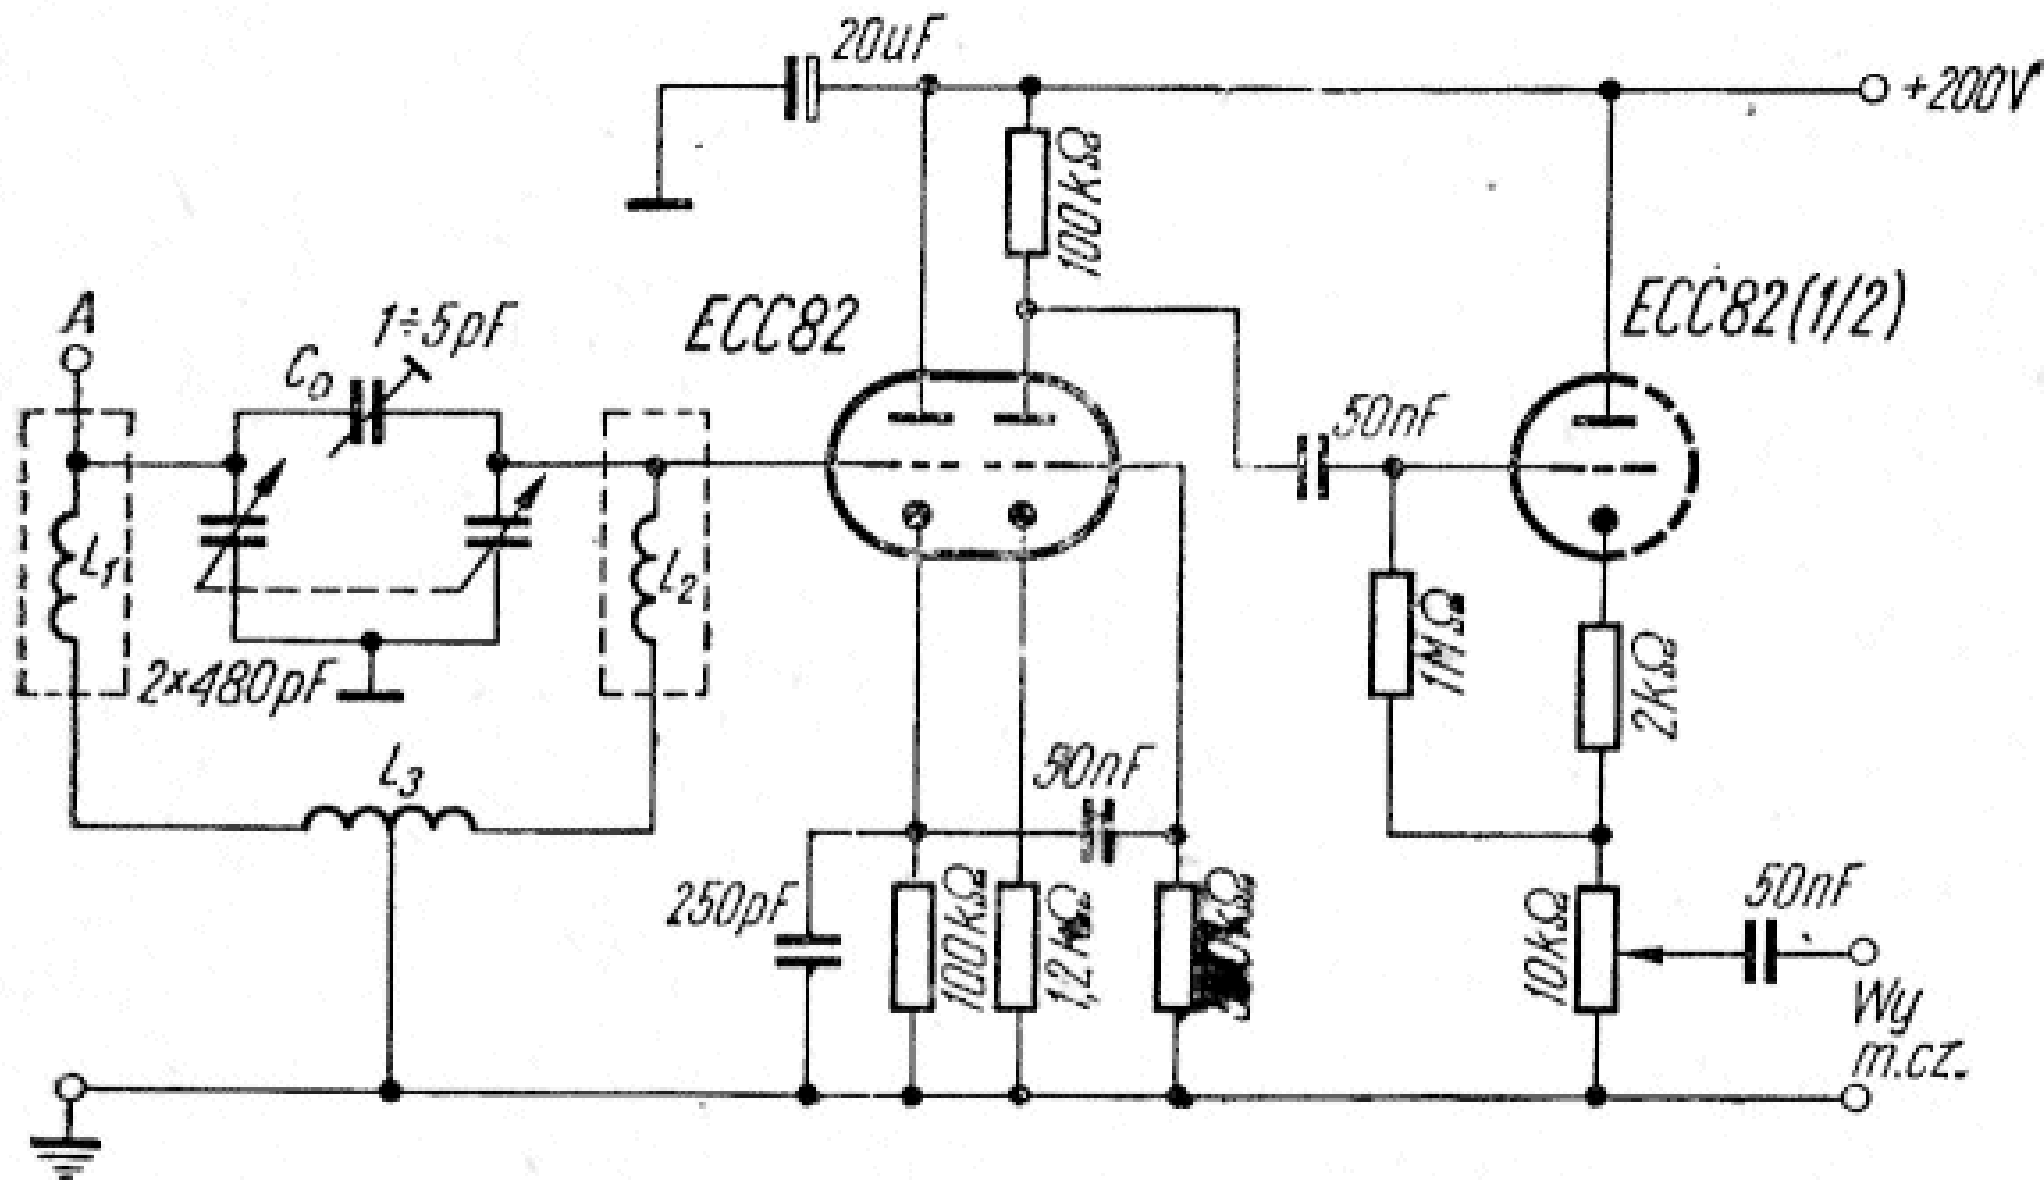 20uF
+200V
100kΩ
A
1÷5pF
C₀
ECC82
ECC82(1/2)
50nF
L₁
L₂
2×480pF
1MΩ
2kΩ
L₃
50nF
250pF
100kΩ
1,2kΩ
10kΩ
50nF
Wy
m.cz.